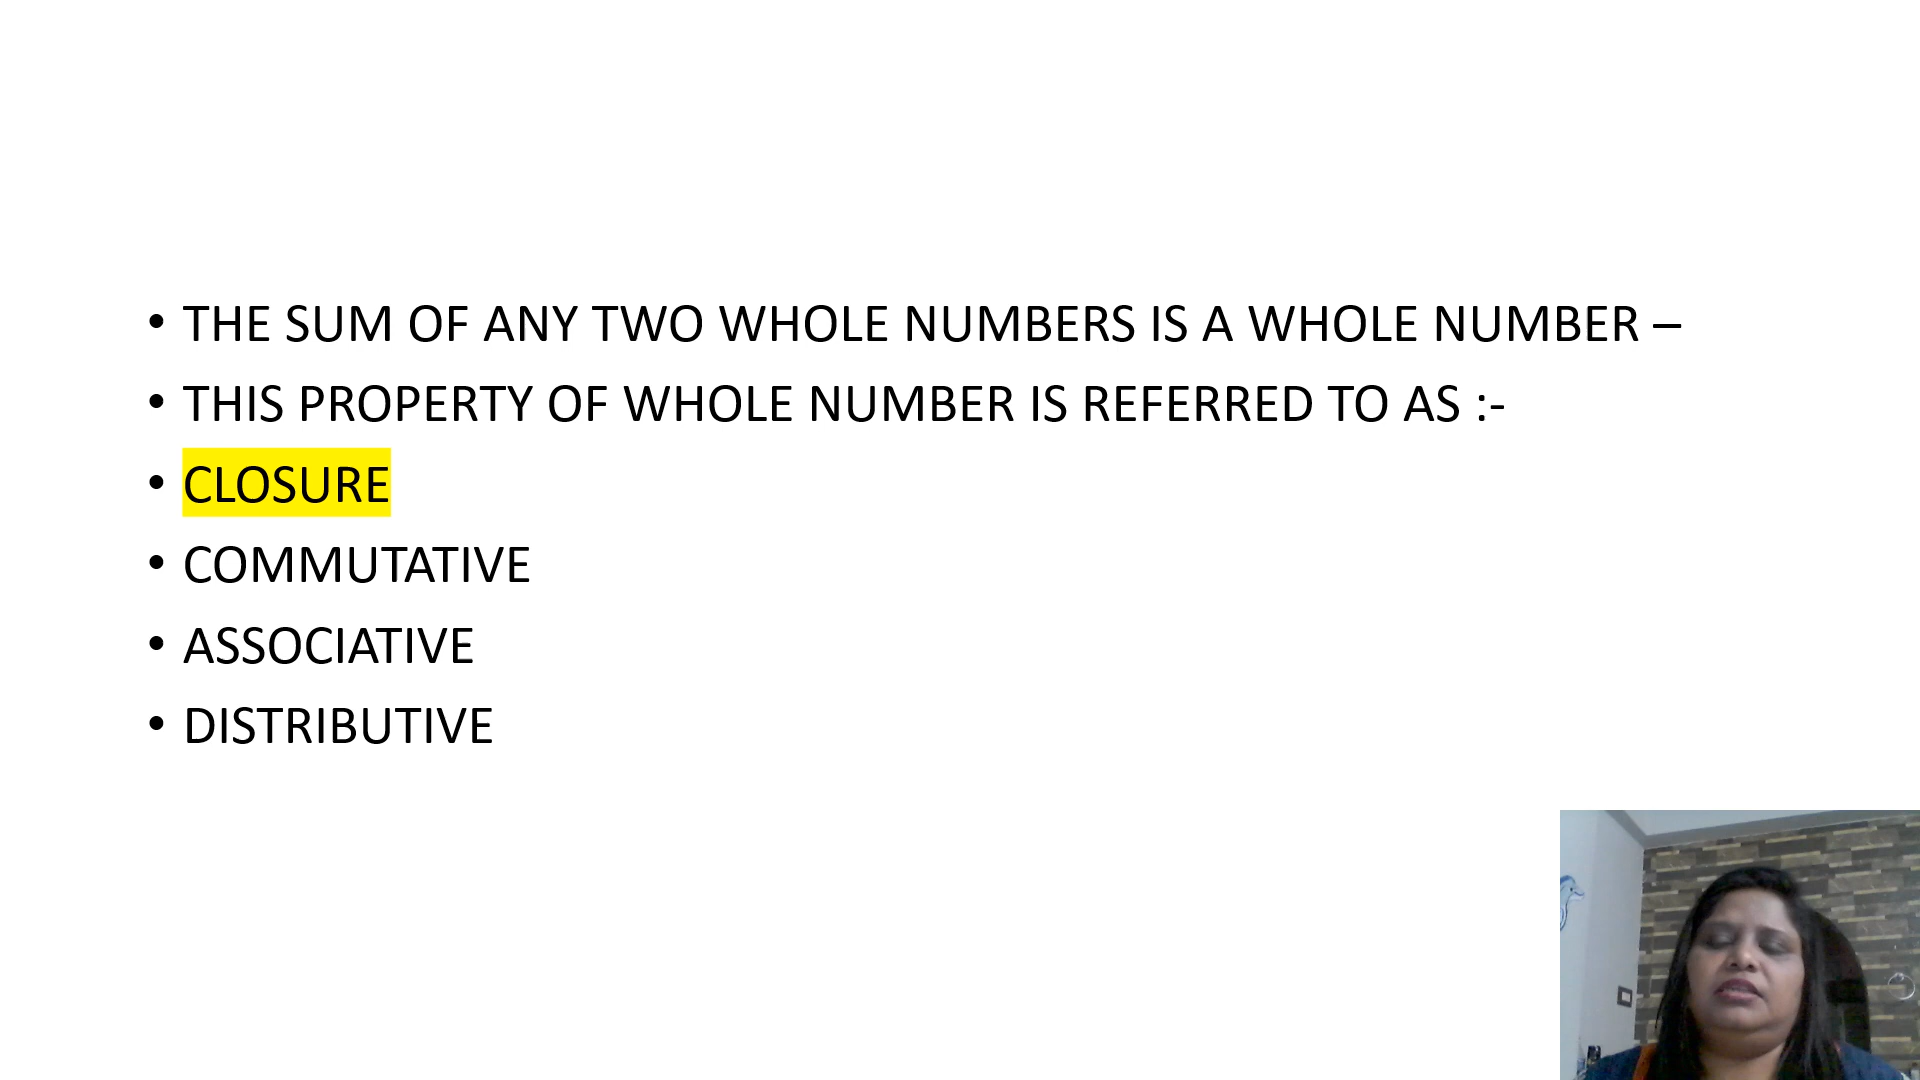 • THE SUM OF ANY TWO WHOLE NUMBERS IS A WHOLE NUMBER –
• THIS PROPERTY OF WHOLE NUMBER IS REFERRED TO AS :-
• CLOSURE
• COMMUTATIVE
• ASSOCIATIVE
• DISTRIBUTIVE